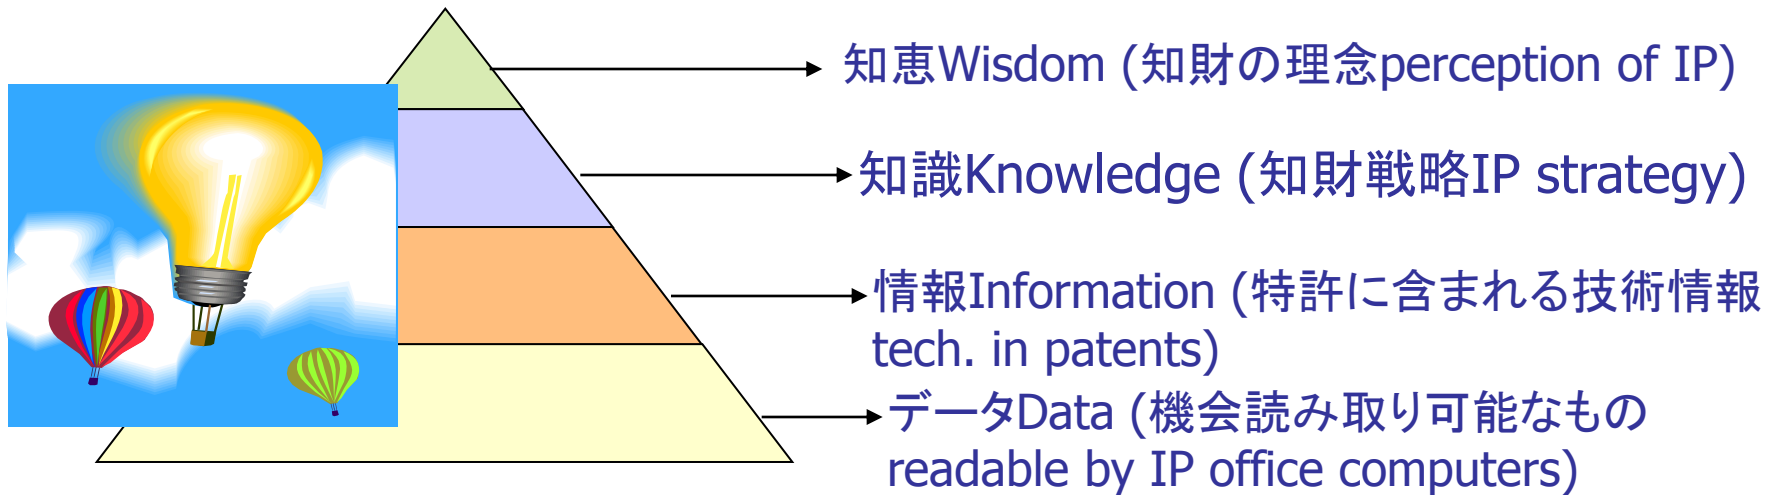 知恵Wisdom (知財の理念perception of IP)
知識Knowledge (知財戦略IP strategy)
情報Information (特許に含まれる技術情報
tech. in patents)
データData (機会読み取り可能なもの
readable by IP office computers)